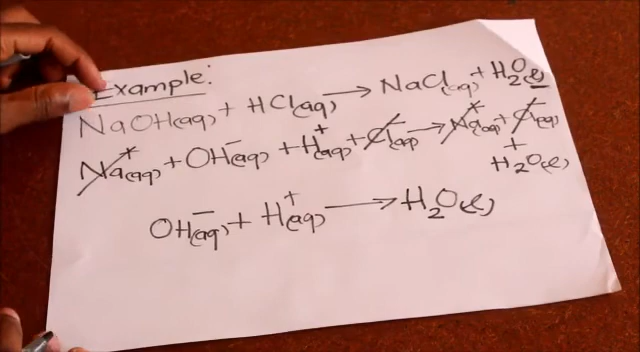 Example:
NaOH(aq) + HCl(aq) → NaCl(aq) + H₂O(l)
Na⁺(aq) + OH⁻(aq) + H⁺(aq) + Cl⁻(aq) → Na⁺(aq) + Cl⁻(aq)
+
H₂O(l)
OH⁻(aq) + H⁺(aq) → H₂O(l)